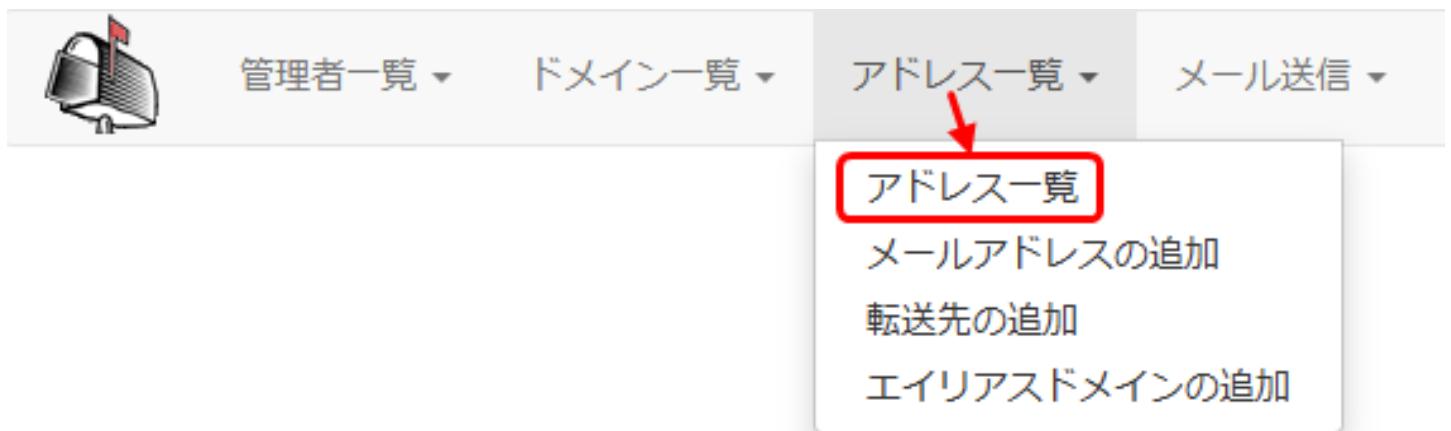 管理者一覧 ドメイン一覧 アドレス一覧 メール送信
アドレス一覧
メールアドレスの追加
転送先の追加
エイリアスドメインの追加